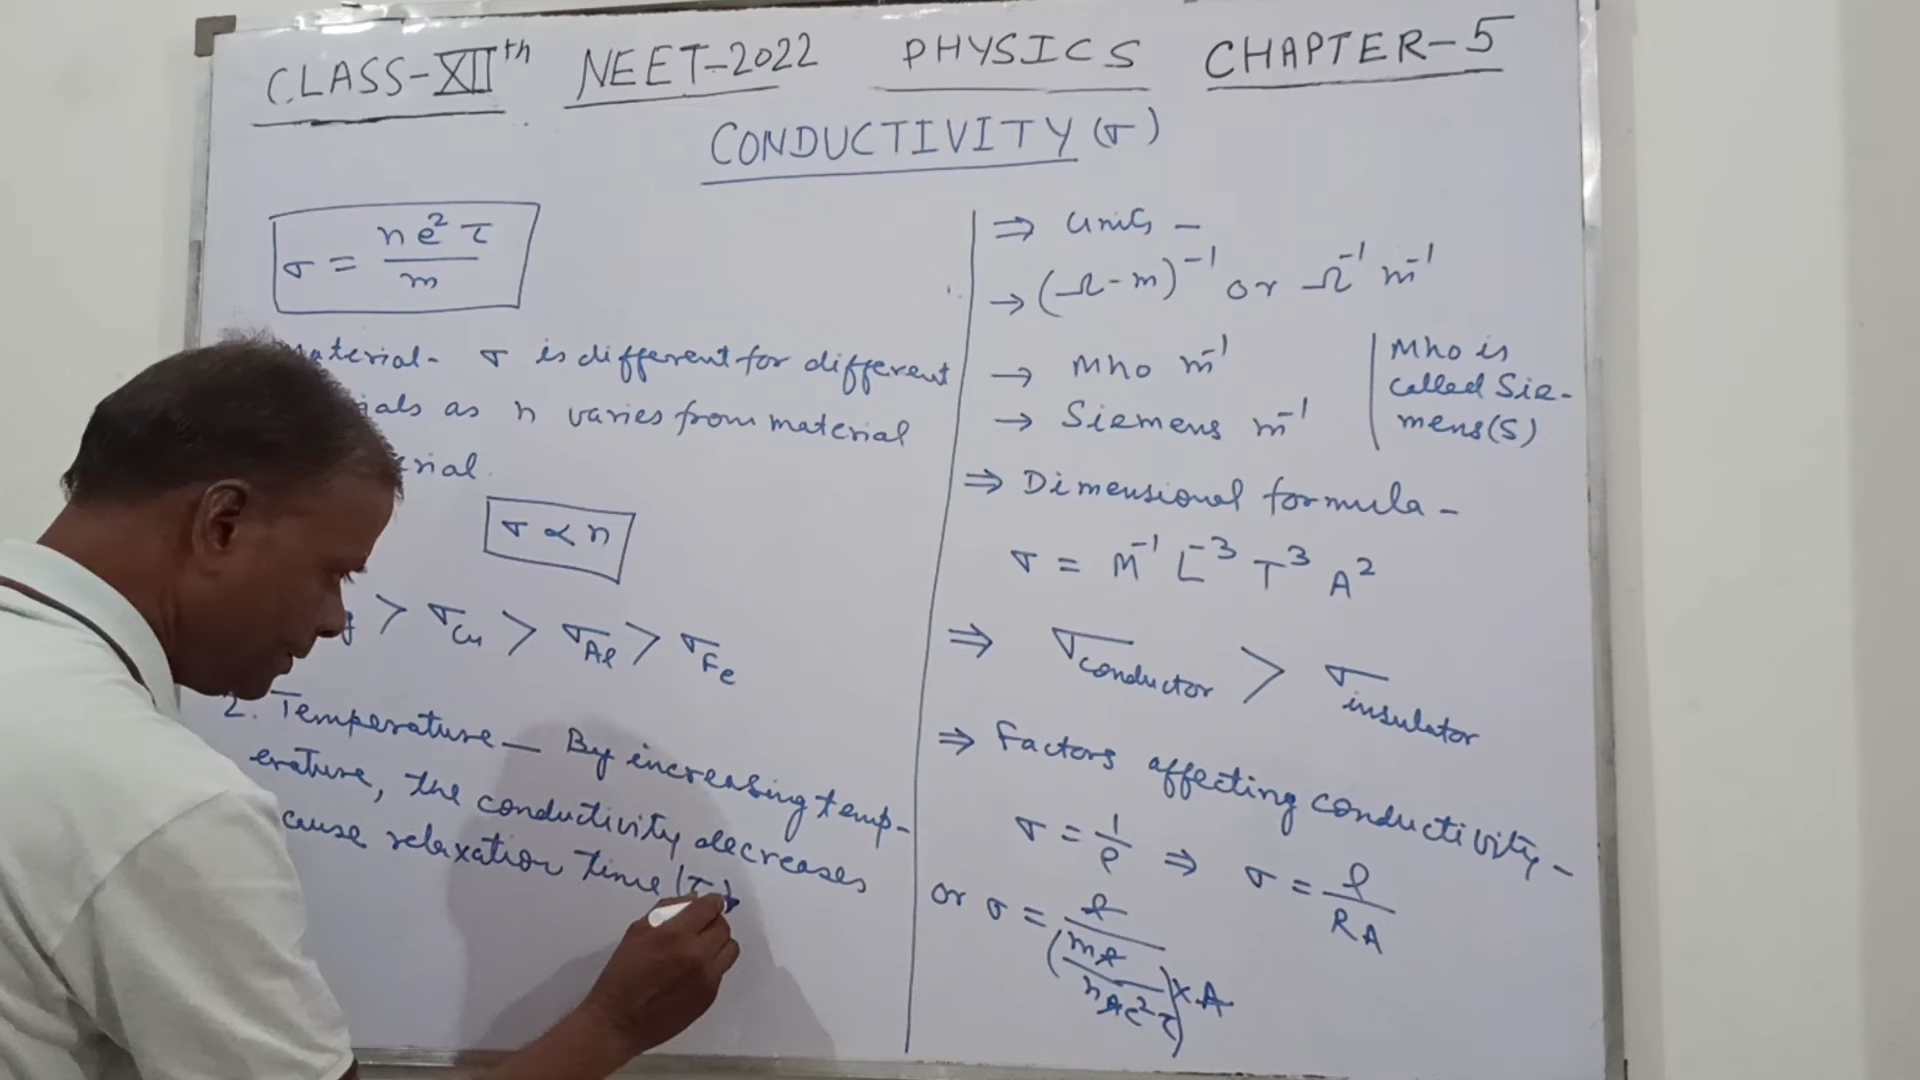 CLASS-XIIth NEET-2022 PHYSICS CHAPTER-5
CONDUCTIVITY (σ)
σ = ne²τ/m
material- σ is different for different
ials as n varies from material
erial.
σ ∝ n
> σCu > σAl > σFe
2. Temperature — By increasing temp-
erature, the conductivity decreases
cause relaxation time (τ)
⇒ Units —
→ (Ω-m)⁻¹ or Ω⁻¹ m⁻¹
→ Mho m⁻¹
→ Siemens m⁻¹
Mho is
called Sie-
mens(S)
⇒ Dimensional formula -
σ = M⁻¹ L⁻³ T³ A²
⇒ σconductor > σinsulator
⇒ Factors affecting conductivity-
σ = 1/ρ ⇒ σ = l/RA
or σ = l/(ml/nAe²τ) × A